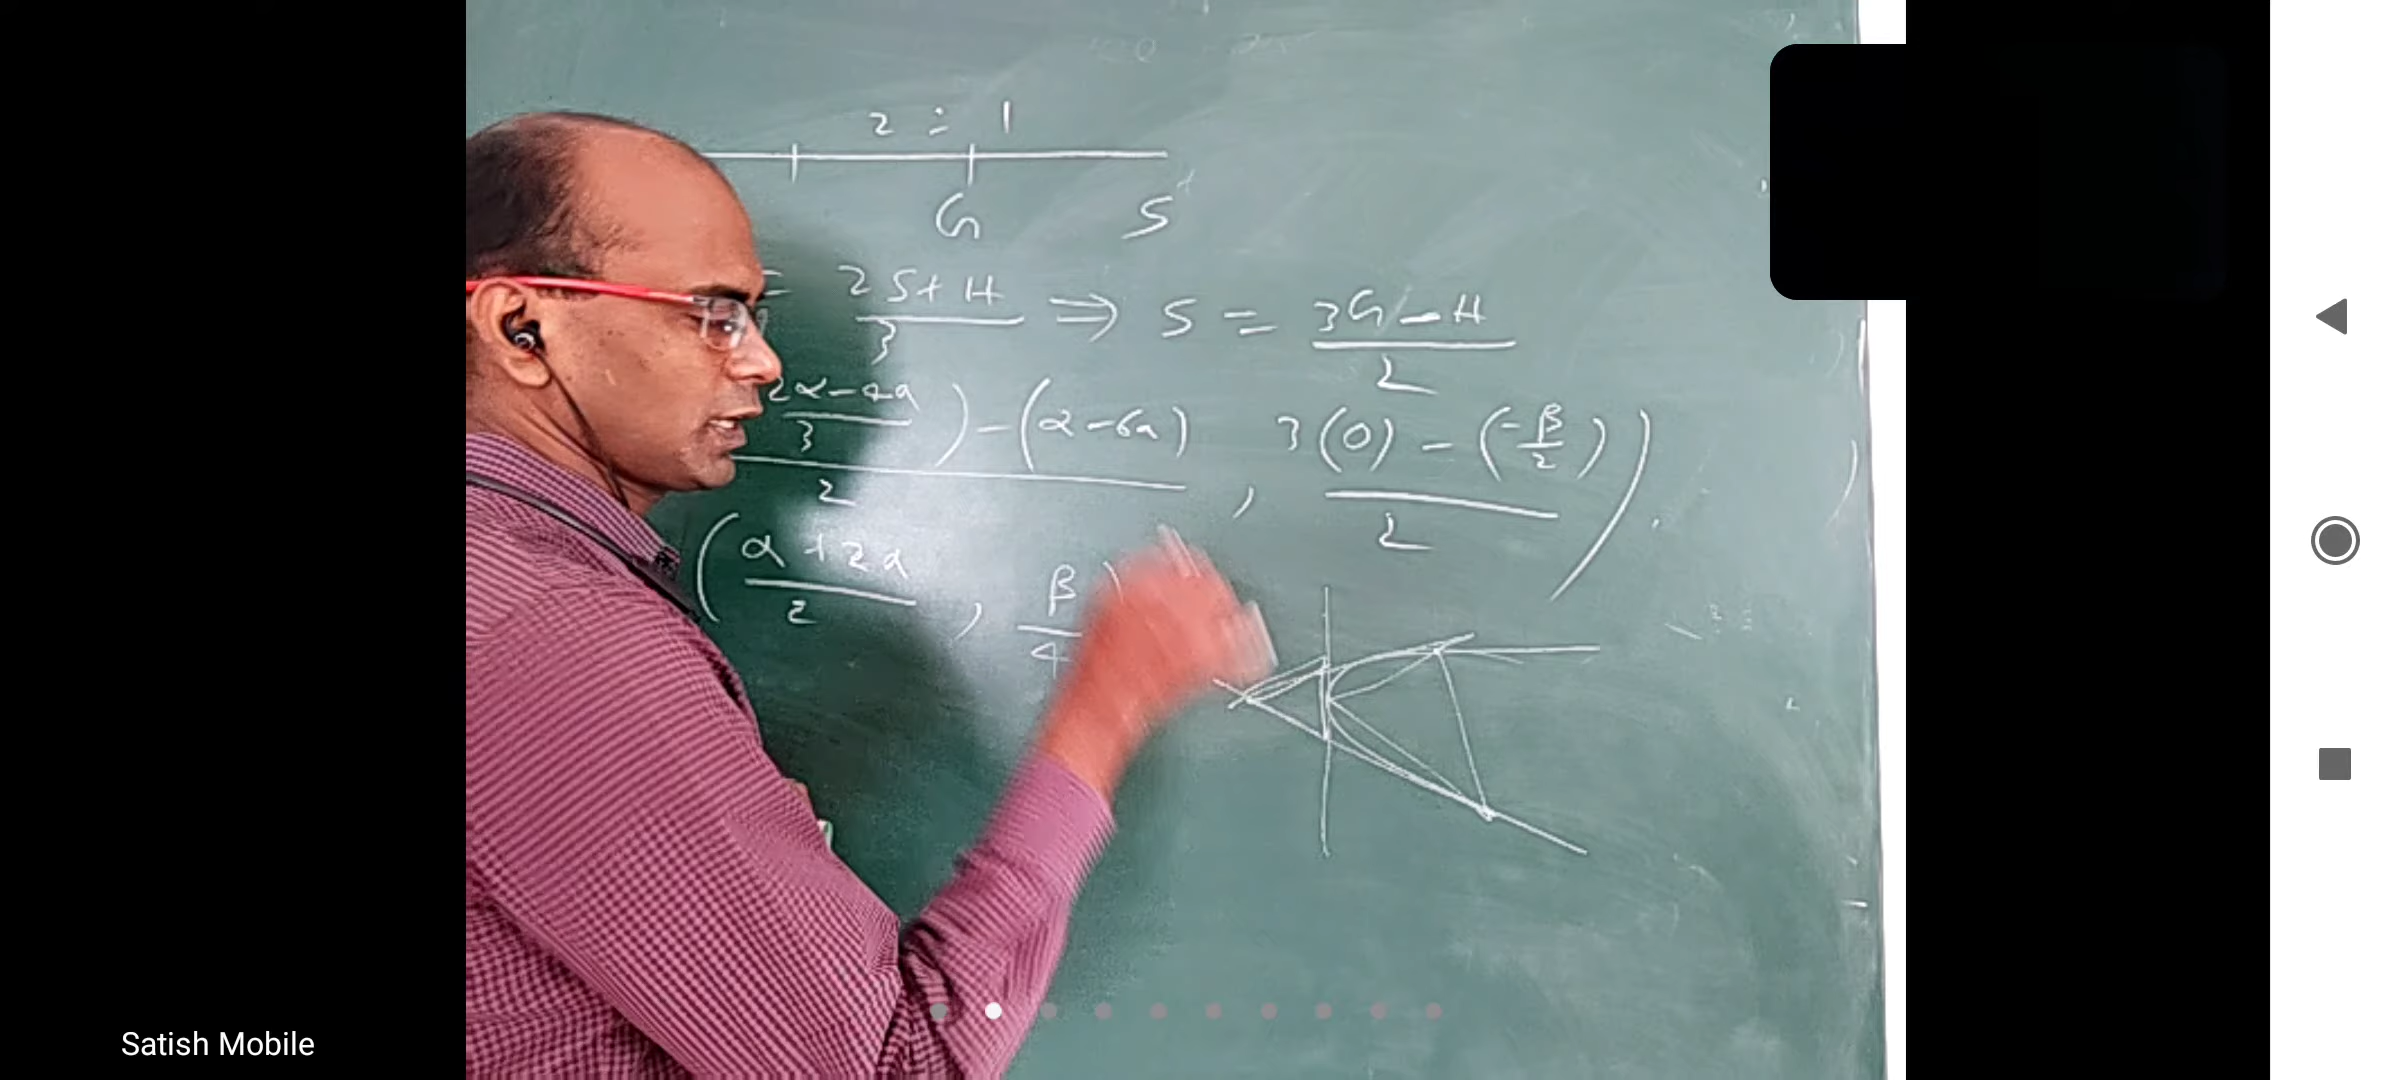 2 : 1
G S
= 2S+H/3 ⇒ S = 3G-H/2
2α-4a/3 ) - (α-6a) / 2 , 3(0) - (-β/2) / 2 ) .
( α+2a/2 , β/4 )
Satish Mobile